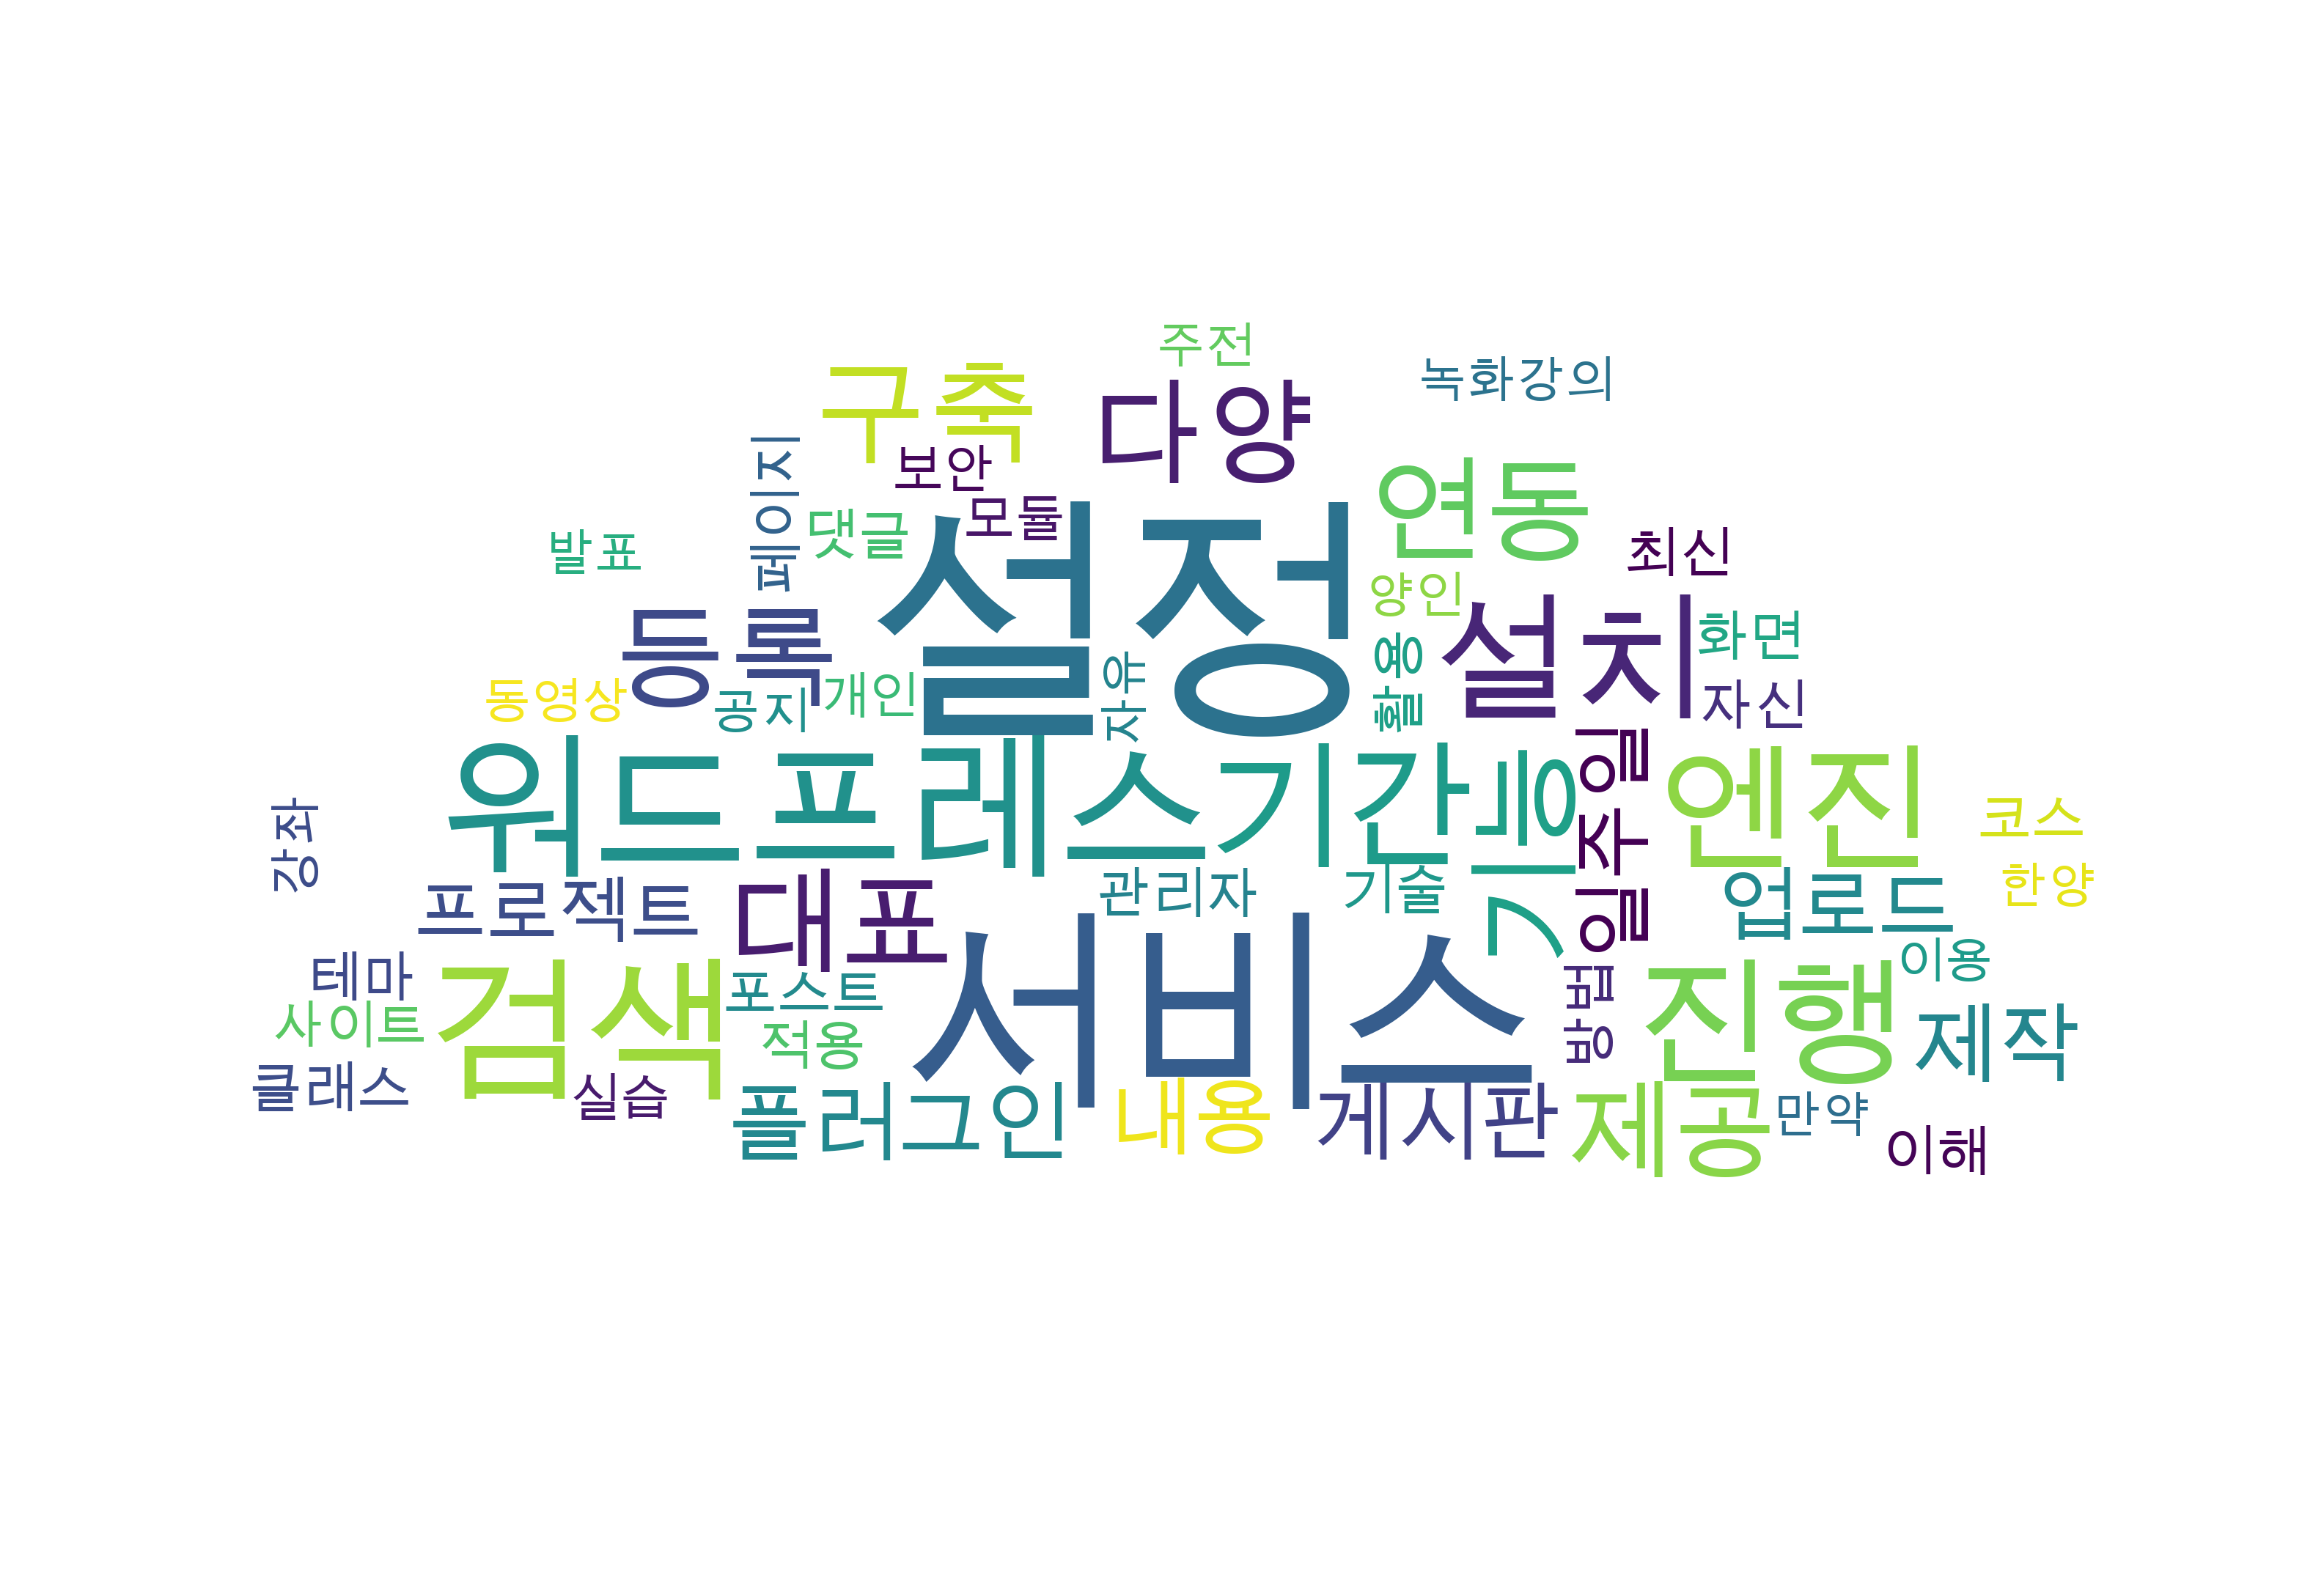 주전
녹화강의
구축
다양
보안
연동
페이지
모듈
댓글
설정
발표
최신
양인
등록
설치
화면
활용
동영상
공지
개인
자신
워드프레스
기간
기능
일주일
엔진
강좌
코스
프로젝트
대표
관리자
기술
업로드
한양
테마
검색
포스트
서비스
방법
진행
이용
사이트
적용
제작
클래스
실습
플러그인
내용
게시판
제공
만약
이해